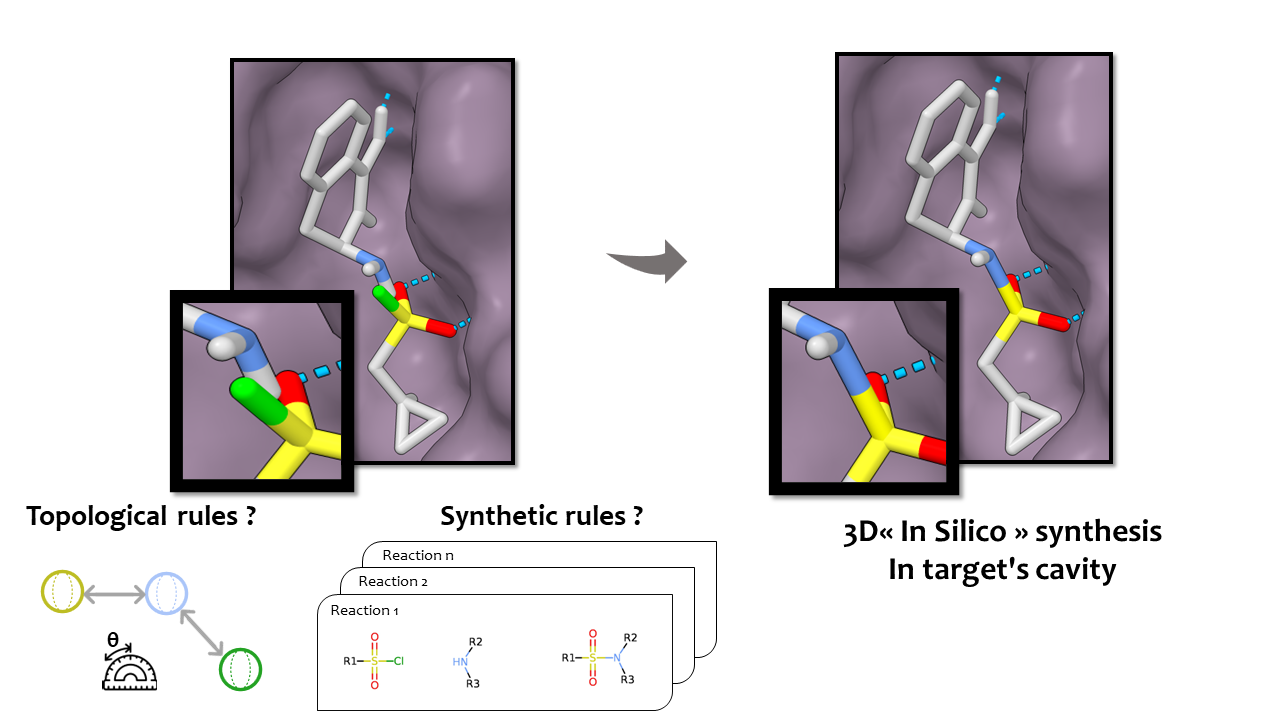 Topological rules ?
Synthetic rules ?
3D« In Silico » synthesis
In target's cavity
θ
Reaction n
Reaction 2
Reaction 1
O
R1 S Cl
O
R2
HN
R3
O
R2
R1 S N
R3
O